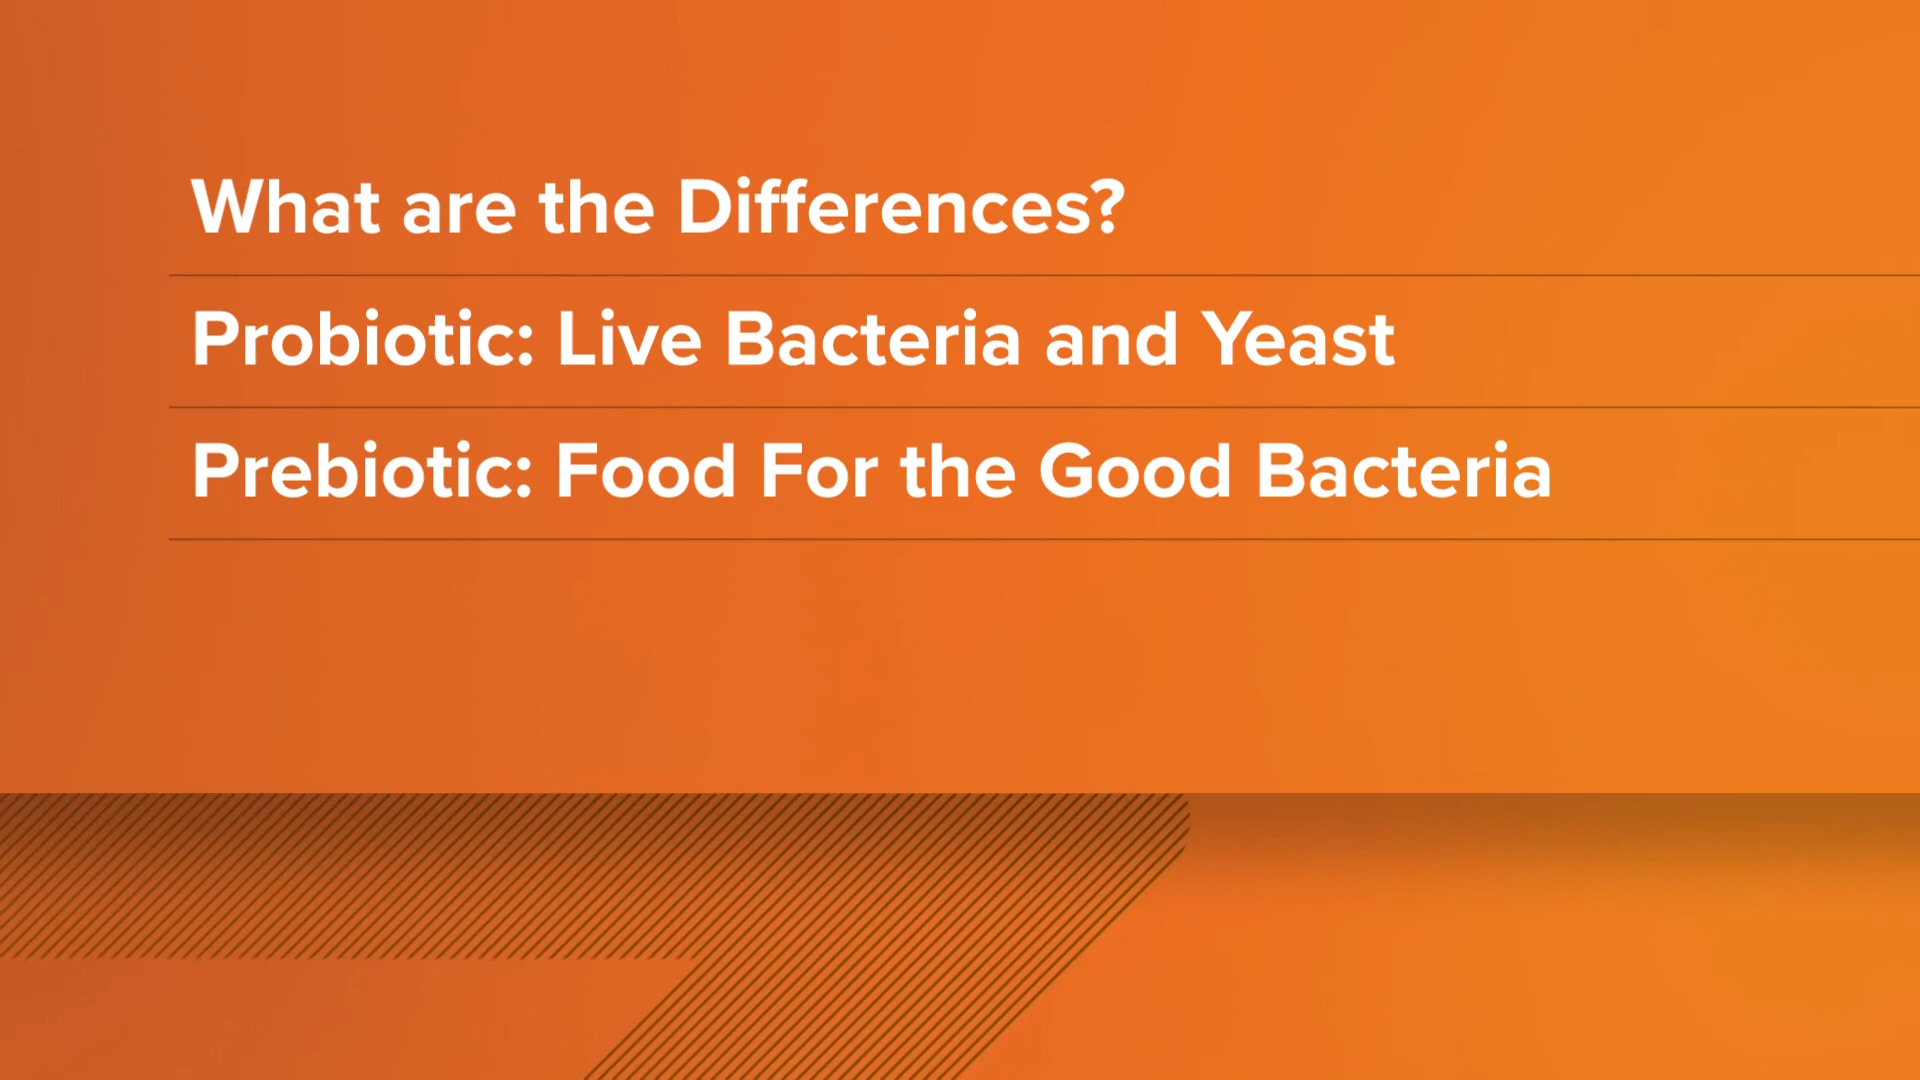 What are the Differences?
Probiotic: Live Bacteria and Yeast
Prebiotic: Food For the Good Bacteria